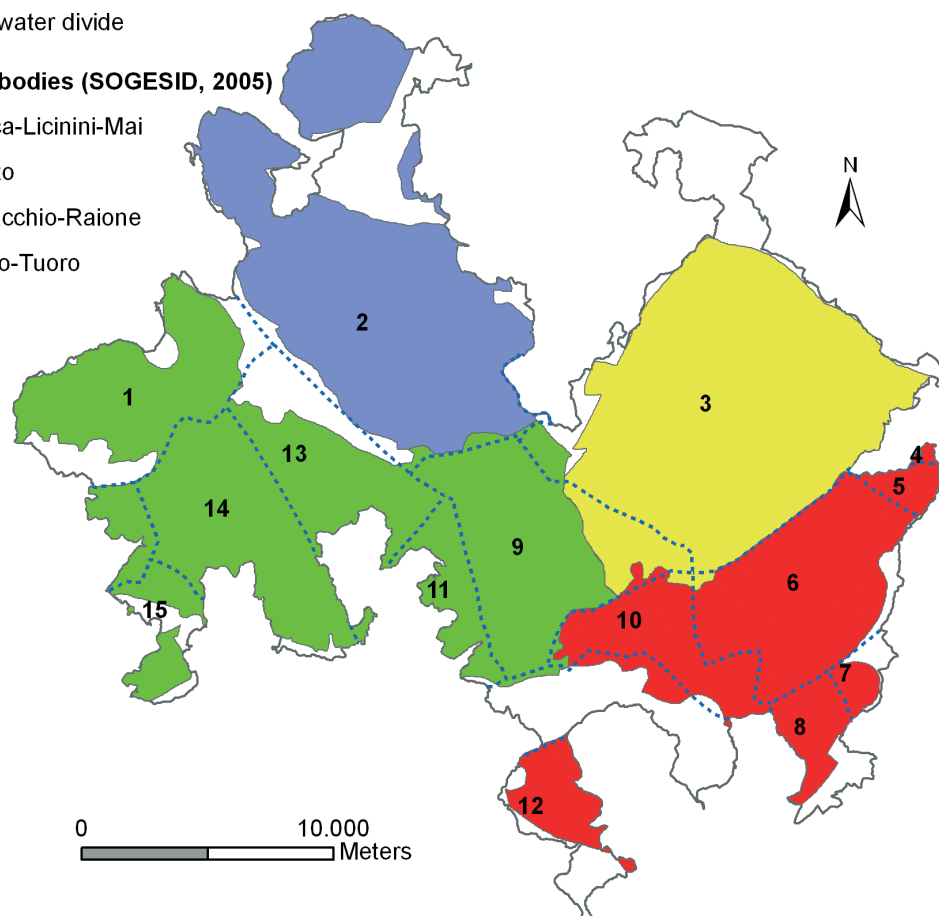 water divide
bodies (SOGESID, 2005)
a-Licinini-Mai
o
cchio-Raione
o-Tuoro
N
1
2
3
4
5
6
7
8
9
10
11
12
13
14
15
0 10.000
Meters